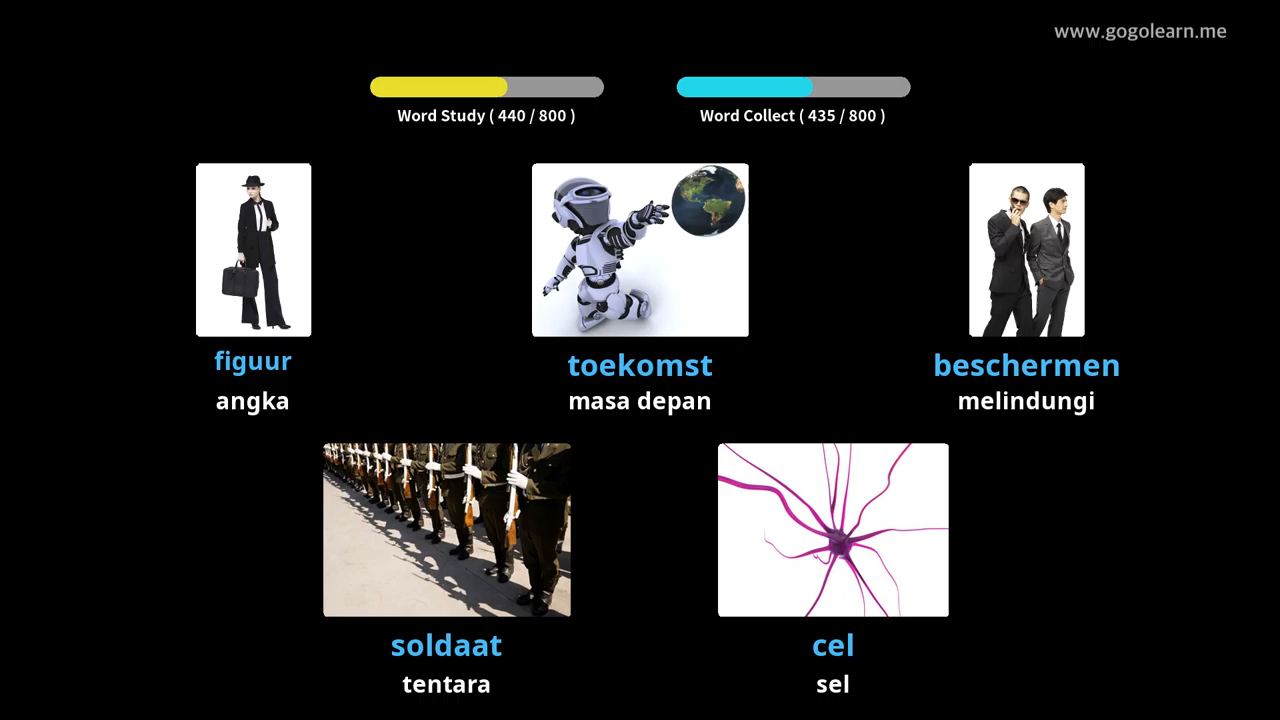 www.gogolearn.me
Word Study ( 440 / 800 )
Word Collect ( 435 / 800 )
figuur
angka
toekomst
masa depan
beschermen
melindungi
soldaat
tentara
cel
sel